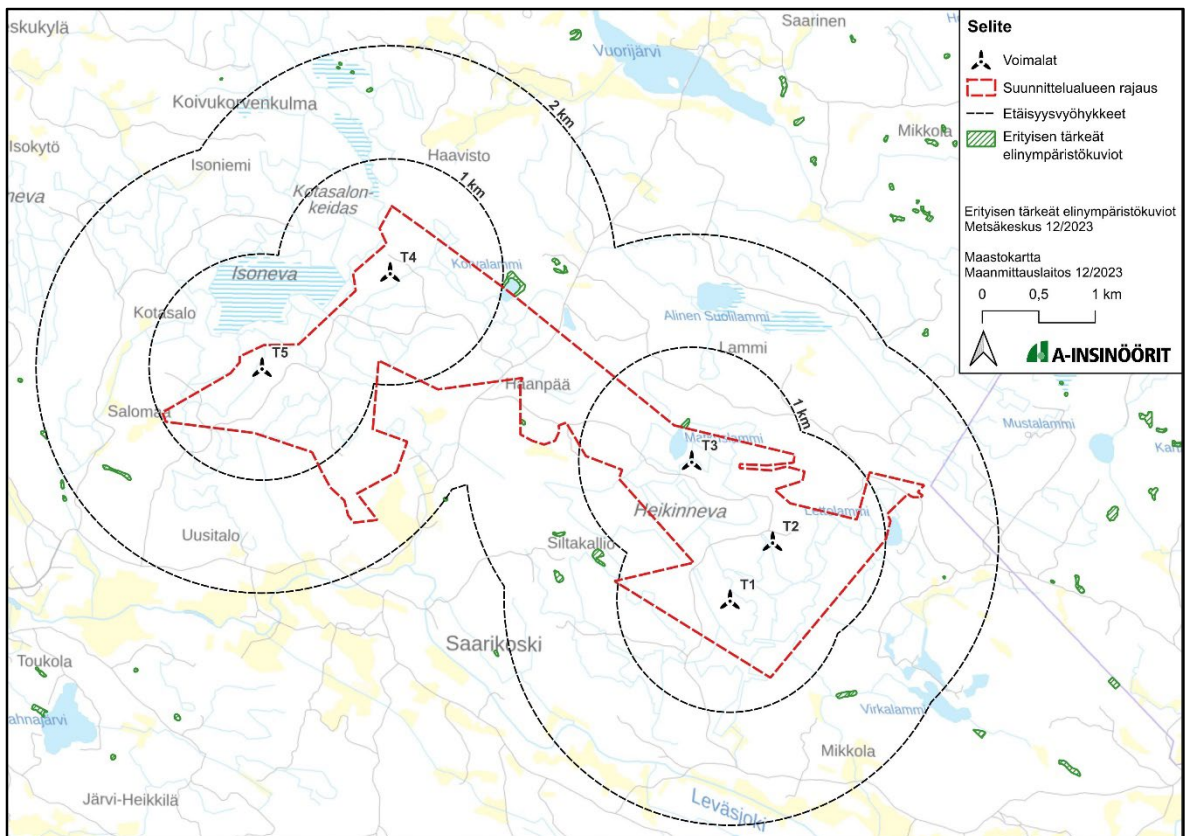 skukylä
Saarinen
Vuorijärvi
Koivukorvenkulma
2 km
Mikkola
Isokytö
Isoniemi
Haavisto
neva
Kotasalon-
keidas
1 km
Isoneva
T4
Korvalammi
Kotasalo
Alinen Suolilammi
Lammi
T5
Haanpää
Salomaa
1 km
Mustalammi
T3
Heikinneva
T2
Uusitalo
Siltakallio
T1
Saarikoski
Toukola
ahnajärvi
Virkalammi
Mikkola
Järvi-Heikkilä
Leväsjoki
Selite
Voimalat
Suunnittelualueen rajaus
Etäisyysvyöhykkeet
Erityisen tärkeät
elinympäristökuviot
Erityisen tärkeät elinympäristökuviot
Metsäkeskus 12/2023
Maastokartta
Maanmittauslaitos 12/2023
0 0,5 1 km
A-INSINÖÖRIT